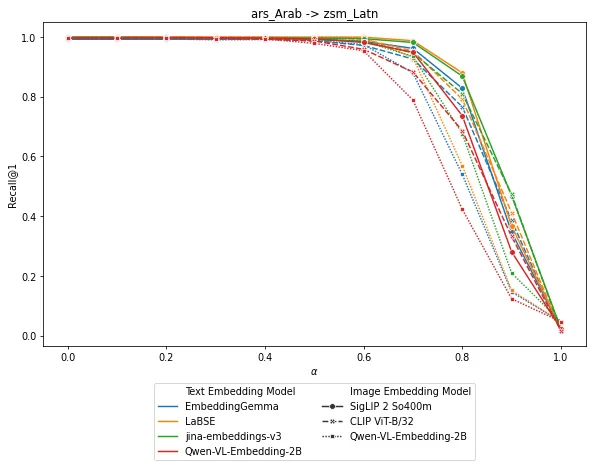 ars_Arab -> zsm_Latn
Recall@1
1.0
0.8
0.6
0.4
0.2
0.0
0.0 0.2 0.4 0.6 0.8 1.0
α
Text Embedding Model
EmbeddingGemma
LaBSE
jina-embeddings-v3
Qwen-VL-Embedding-2B
Image Embedding Model
SigLIP 2 So400m
CLIP ViT-B/32
Qwen-VL-Embedding-2B